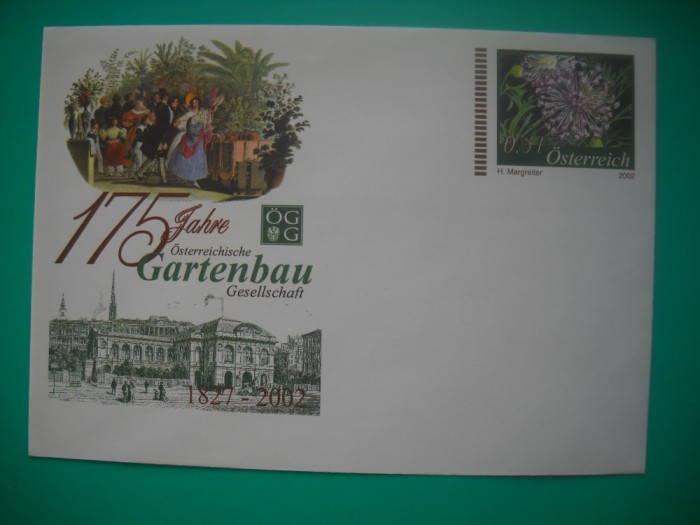 175 Jahre
ÖG
G
Österreichische
Gartenbau
Gesellschaft
1827 - 2002
0,51
Österreich
H. Margreiter
2002